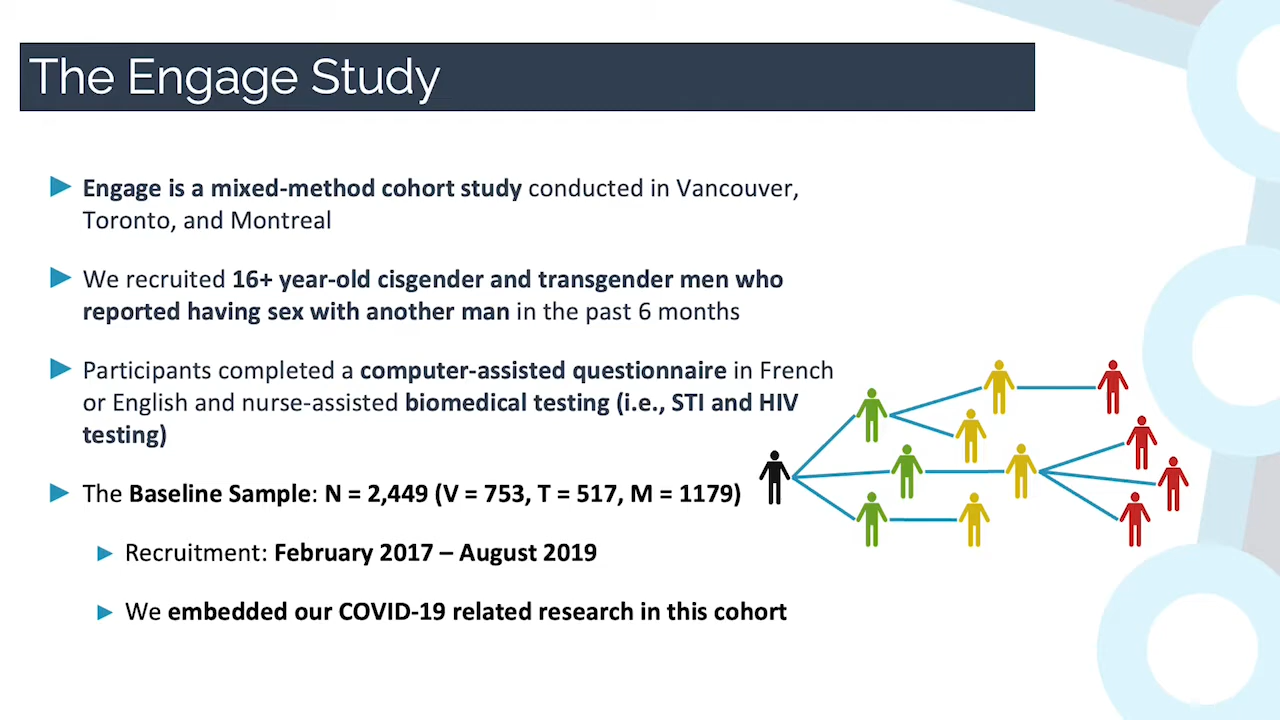 The Engage Study
Engage is a mixed-method cohort study conducted in Vancouver,
Toronto, and Montreal
We recruited 16+ year-old cisgender and transgender men who
reported having sex with another man in the past 6 months
Participants completed a computer-assisted questionnaire in French
or English and nurse-assisted biomedical testing (i.e., STI and HIV
testing)
The Baseline Sample: N = 2,449 (V = 753, T = 517, M = 1179)
Recruitment: February 2017 – August 2019
We embedded our COVID-19 related research in this cohort